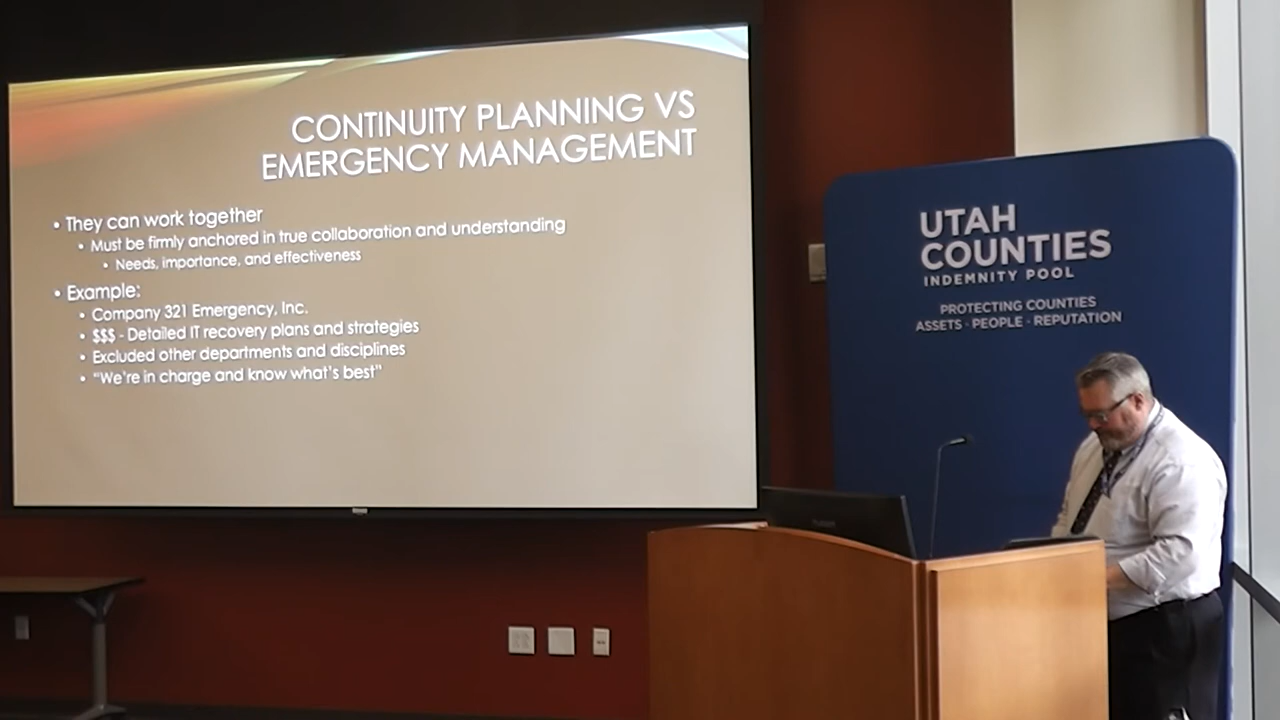 CONTINUITY PLANNING VS
EMERGENCY MANAGEMENT
• They can work together
• Must be firmly anchored in true collaboration and understanding
• Needs, importance, and effectiveness
• Example:
• Company 321 Emergency, Inc.
• $$$ - Detailed IT recovery plans and strategies
• Excluded other departments and disciplines
• “We’re in charge and know what’s best”
UTAH
COUNTIES
INDEMNITY POOL
PROTECTING COUNTIES
ASSETS · PEOPLE · REPUTATION